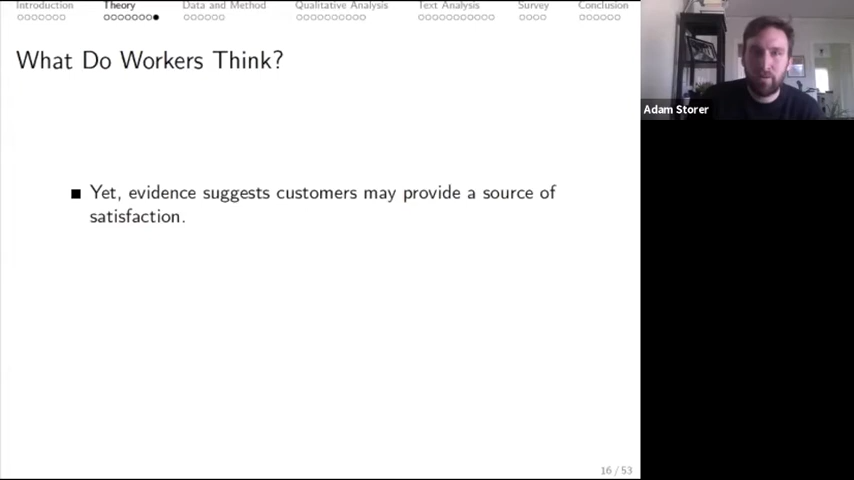 Introduction Theory Data and Method Qualitative Analysis Text Analysis Survey Conclusion
What Do Workers Think?
Adam Storer
Yet, evidence suggests customers may provide a source of
satisfaction.
16 / 53